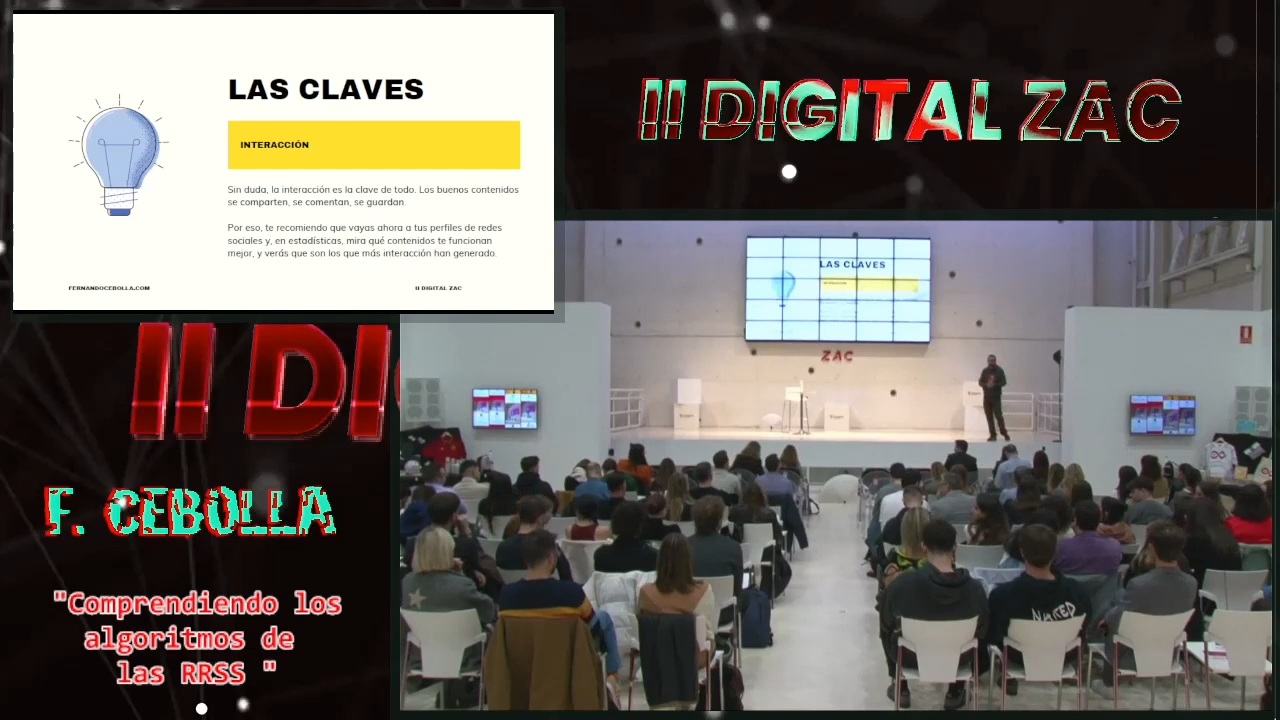 LAS CLAVES
INTERACCIÓN
Sin duda, la interacción es la clave de todo. Los buenos contenidos
se comparten, se comentan, se guardan.
Por eso, te recomiendo que vayas ahora a tus perfiles de redes
sociales y, en estadísticas, mira qué contenidos te funcionan
mejor, y verás que son los que más interacción han generado.
FERNANDOCEBOLLA.COM
II DIGITAL ZAC
II DIGITAL ZAC
LAS CLAVES
ZAC
II DI
F. CEBOLLA
"Comprendiendo los
algoritmos de
las RRSS "
NAKED